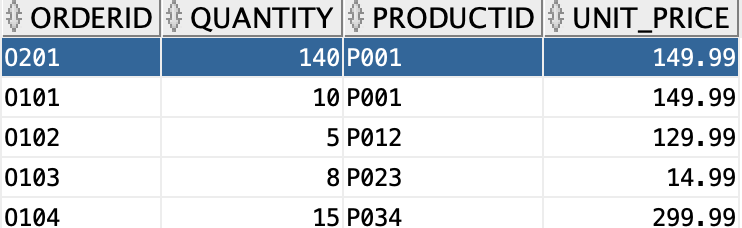 ORDERID QUANTITY PRODUCTID UNIT_PRICE
O201 140 P001 149.99
O101 10 P001 149.99
O102 5 P012 129.99
O103 8 P023 14.99
O104 15 P034 299.99